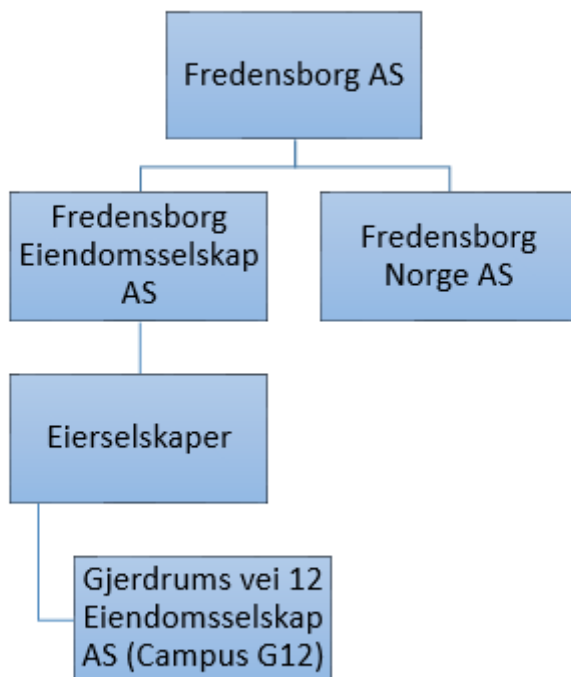 Fredensborg AS
Fredensborg
Eiendomsselskap
AS
Fredensborg
Norge AS
Eierselskaper
Gjerdrums vei 12
Eiendomsselskap
AS (Campus G12)